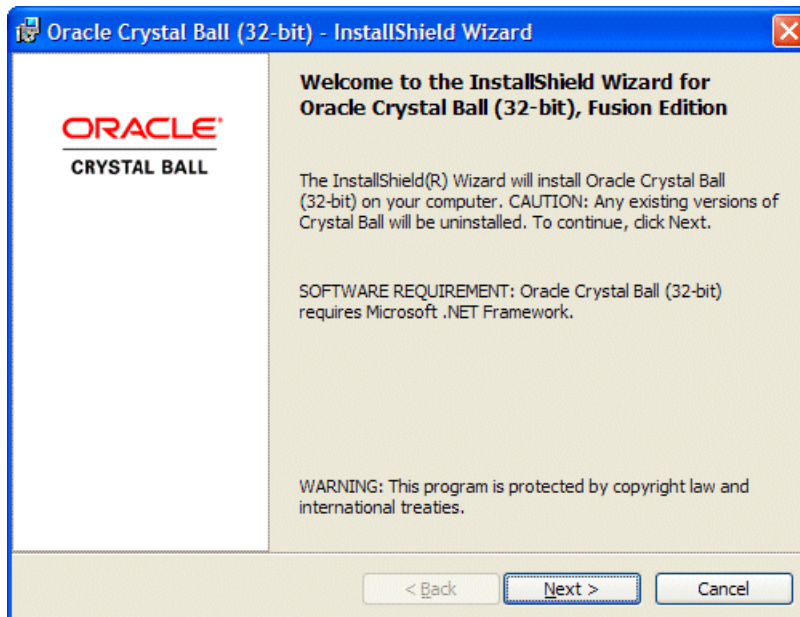 Oracle Crystal Ball (32-bit) - InstallShield Wizard
ORACLE®
CRYSTAL BALL
Welcome to the InstallShield Wizard for
Oracle Crystal Ball (32-bit), Fusion Edition
The InstallShield(R) Wizard will install Oracle Crystal Ball
(32-bit) on your computer. CAUTION: Any existing versions of
Crystal Ball will be uninstalled. To continue, click Next.
SOFTWARE REQUIREMENT: Oracle Crystal Ball (32-bit)
requires Microsoft .NET Framework.
WARNING: This program is protected by copyright law and
international treaties.
< Back
Next >
Cancel